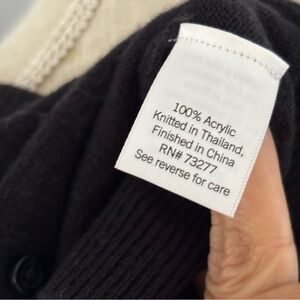 100% Acrylic
Knitted in Thailand,
Finished in China
RN# 73277
See reverse for care